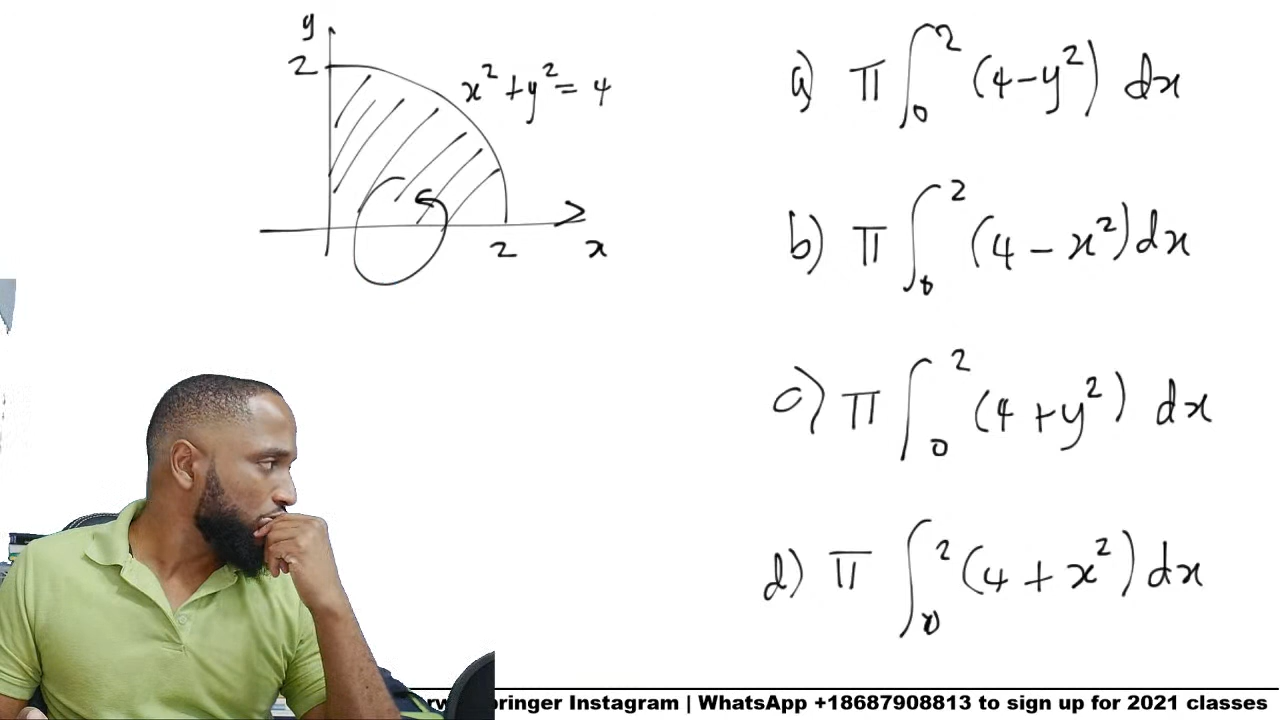 y
2
x² + y² = 4
2
x
a) π ∫₀² (4 - y²) dx
b) π ∫₀² (4 - x²) dx
c) π ∫₀² (4 + y²) dx
d) π ∫₀² (4 + x²) dx
Instagram | WhatsApp +18687908813 to sign up for 2021 classes